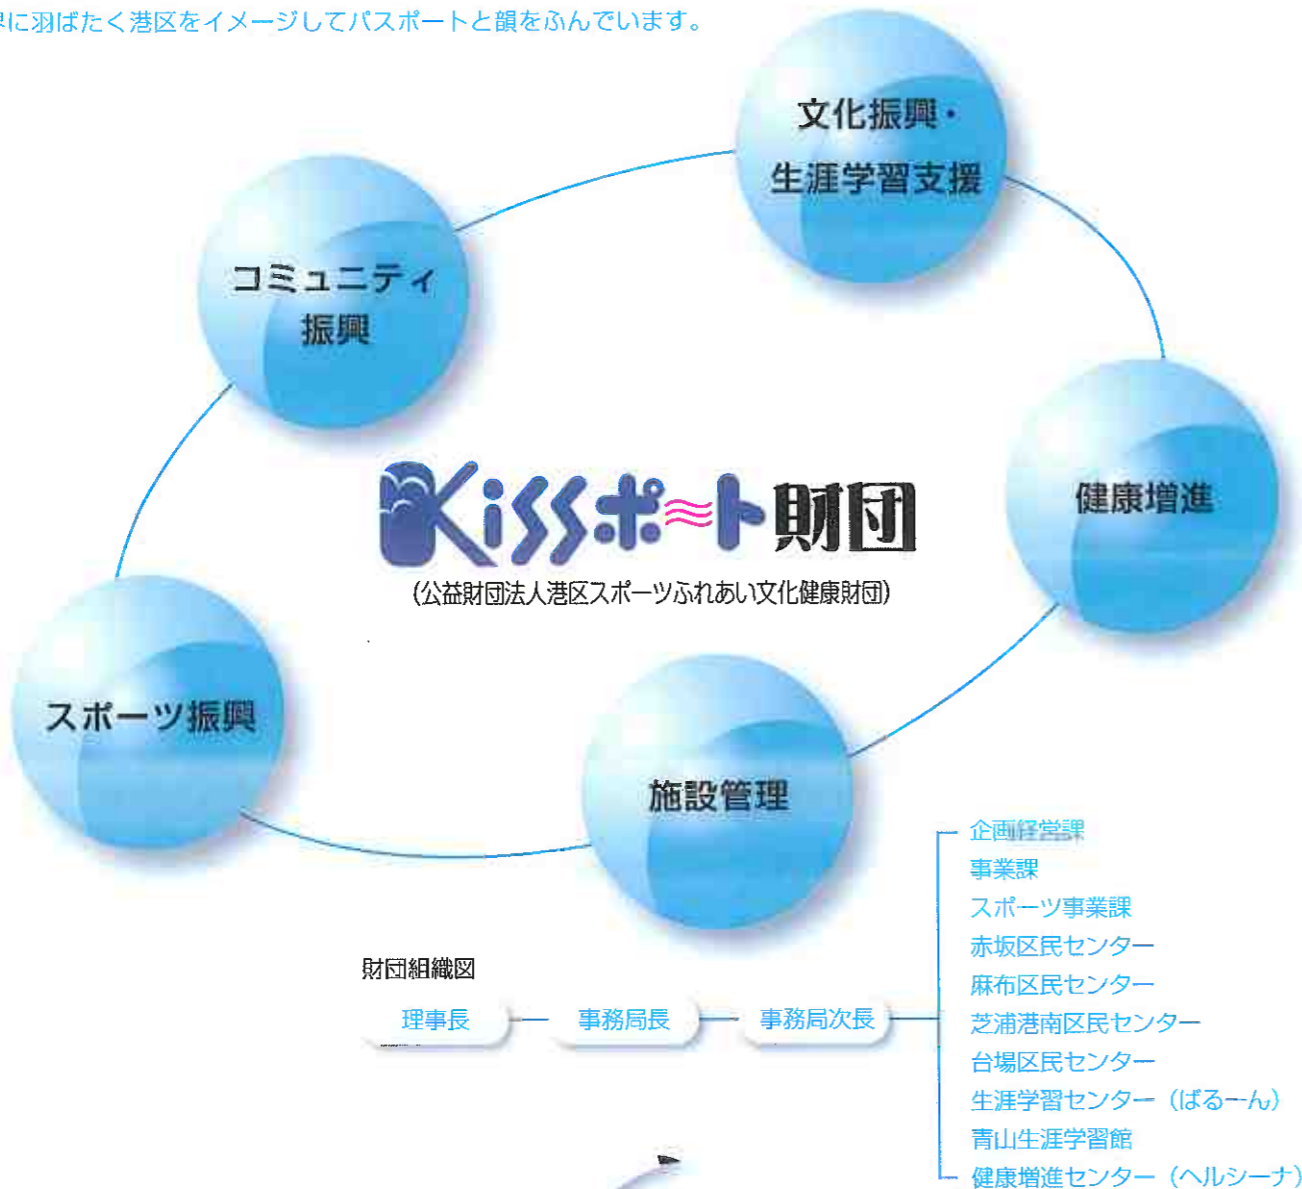 に羽ばたく港区をイメージしてパスポートと韻をふんでいます。
文化振興・
生涯学習支援
コミュニティ
振興
健康増進
Kissポート財団
(公益財団法人港区スポーツふれあい文化健康財団)
スポーツ振興
施設管理
財団組織図
理事長
事務局長
事務局次長
企画経営課
事業課
スポーツ事業課
赤坂区民センター
麻布区民センター
芝浦港南区民センター
台場区民センター
生涯学習センター(ばるーん)
青山生涯学習館
健康増進センター(ヘルシーナ)